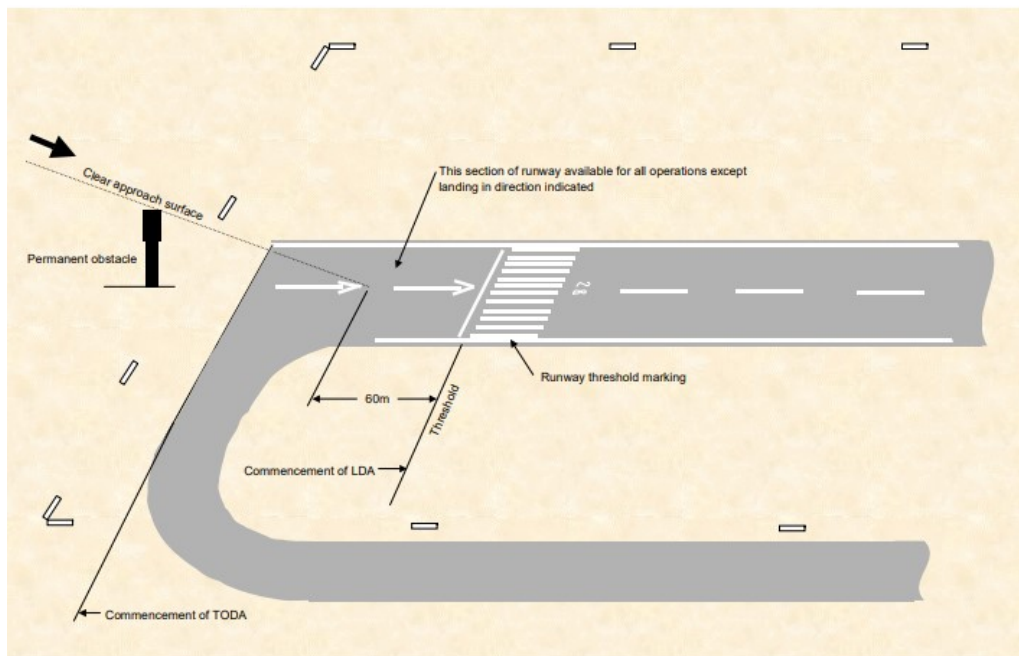 Clear approach surface
This section of runway available for all operations except
landing in direction indicated
Permanent obstacle
28
Runway threshold marking
60m
Threshold
Commencement of LDA
Commencement of TODA